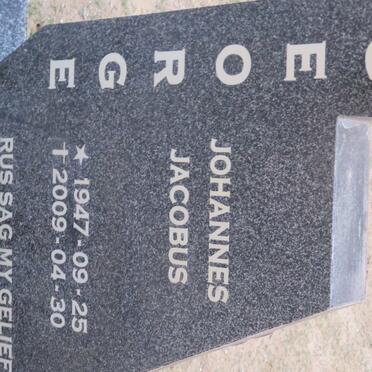 GEORGE
JOHANNES
JACOBUS
★ 1947-09-25
✝ 2009-04-30
RUS SAG MY GELIEF